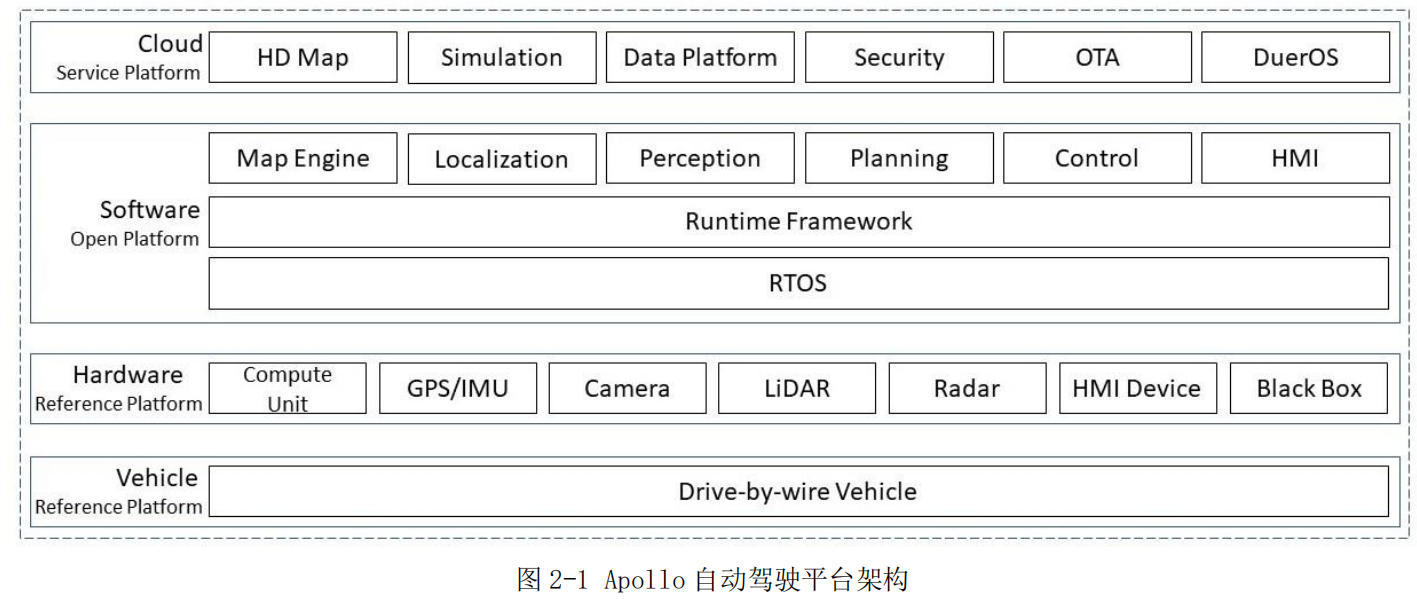 Cloud
Service Platform
HD Map
Simulation
Data Platform
Security
OTA
DuerOS
Software
Open Platform
Map Engine
Localization
Perception
Planning
Control
HMI
Runtime Framework
RTOS
Hardware
Reference Platform
Compute
Unit
GPS/IMU
Camera
LiDAR
Radar
HMI Device
Black Box
Vehicle
Reference Platform
Drive-by-wire Vehicle
图 2-1 Apollo 自动驾驶平台架构